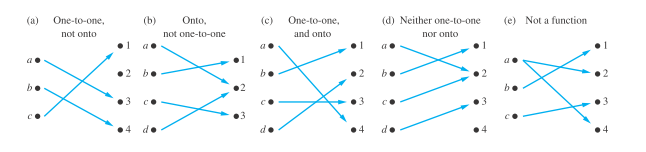 (a) One-to-one,
not onto
a
b
c
1
2
3
4
(b) Onto,
not one-to-one
a
b
c
d
1
2
3
(c) One-to-one,
and onto
a
b
c
d
1
2
3
4
(d) Neither one-to-one
nor onto
a
b
c
d
1
2
3
4
(e) Not a function
a
b
c
1
2
3
4